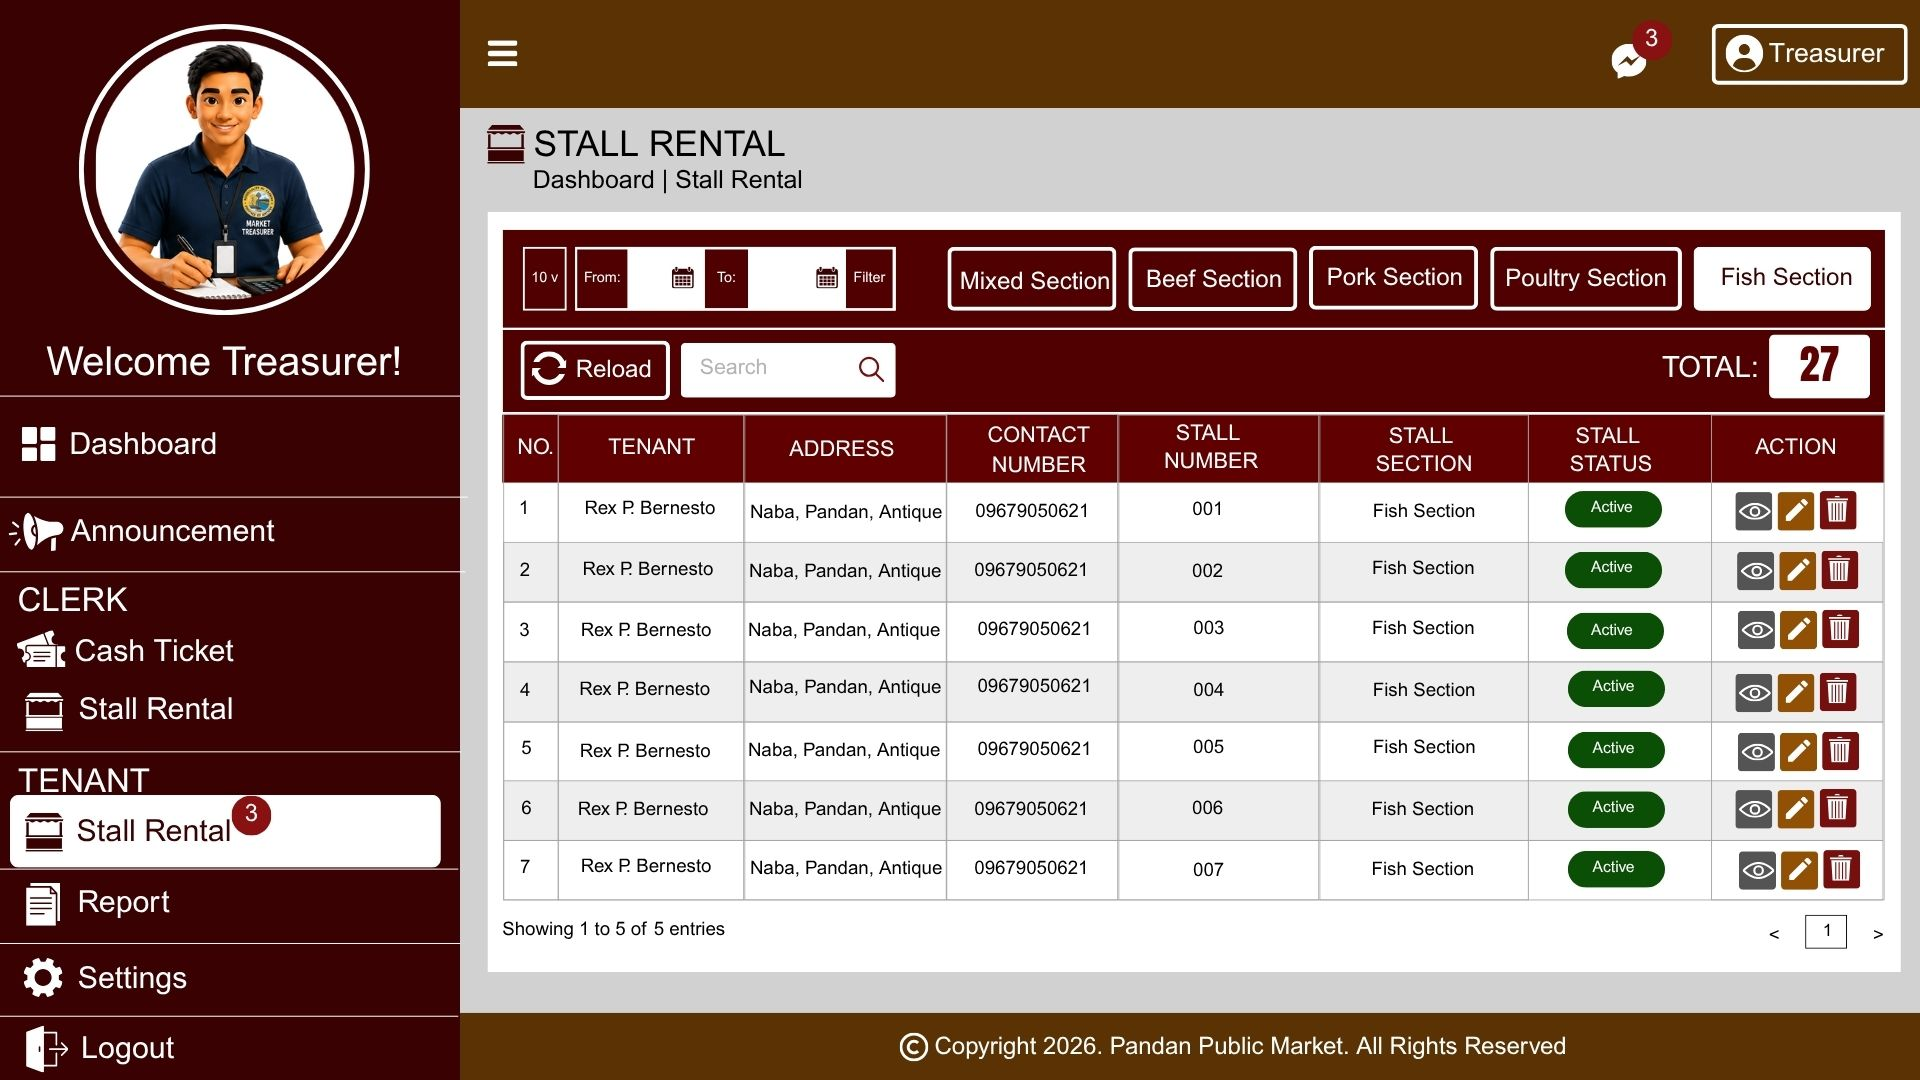 MARKET
TREASURER
Welcome Treasurer!
Dashboard
Announcement
CLERK
Cash Ticket
Stall Rental
TENANT
Stall Rental 3
Report
Settings
Logout
3
Treasurer
STALL RENTAL
Dashboard | Stall Rental
10 v From: To: Filter Mixed Section Beef Section Pork Section Poultry Section Fish Section
Reload Search TOTAL: 27
NO. TENANT ADDRESS CONTACT NUMBER STALL NUMBER STALL SECTION STALL STATUS ACTION
1 Rex P. Bernesto Naba, Pandan, Antique 09679050621 001 Fish Section Active
2 Rex P. Bernesto Naba, Pandan, Antique 09679050621 002 Fish Section Active
3 Rex P. Bernesto Naba, Pandan, Antique 09679050621 003 Fish Section Active
4 Rex P. Bernesto Naba, Pandan, Antique 09679050621 004 Fish Section Active
5 Rex P. Bernesto Naba, Pandan, Antique 09679050621 005 Fish Section Active
6 Rex P. Bernesto Naba, Pandan, Antique 09679050621 006 Fish Section Active
7 Rex P. Bernesto Naba, Pandan, Antique 09679050621 007 Fish Section Active
Showing 1 to 5 of 5 entries
< 1 >
© Copyright 2026. Pandan Public Market. All Rights Reserved